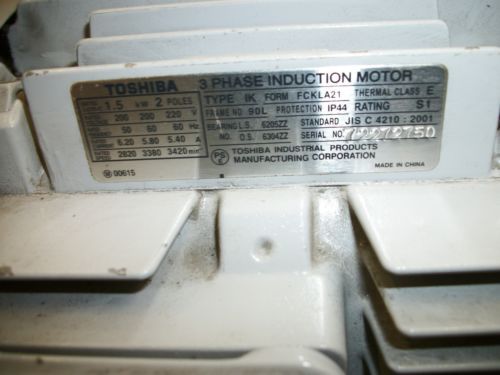 TOSHIBA 3 PHASE INDUCTION MOTOR
1.5 kW 2 POLES
200 200 220 V
50 60 60 Hz
6.20 5.80 5.40 A
2820 3380 3420 min⁻¹
TYPE IK FORM FCKLA21 THERMAL CLASS E
FRAME NO 90L PROTECTION IP44 RATING S1
BEARING L.S. 6205ZZ STANDARD JIS C 4210 : 2001
NO. O.S. 6304ZZ SERIAL NO.
PS E TOSHIBA INDUSTRIAL PRODUCTS
MANUFACTURING CORPORATION
MADE IN CHINA
00615